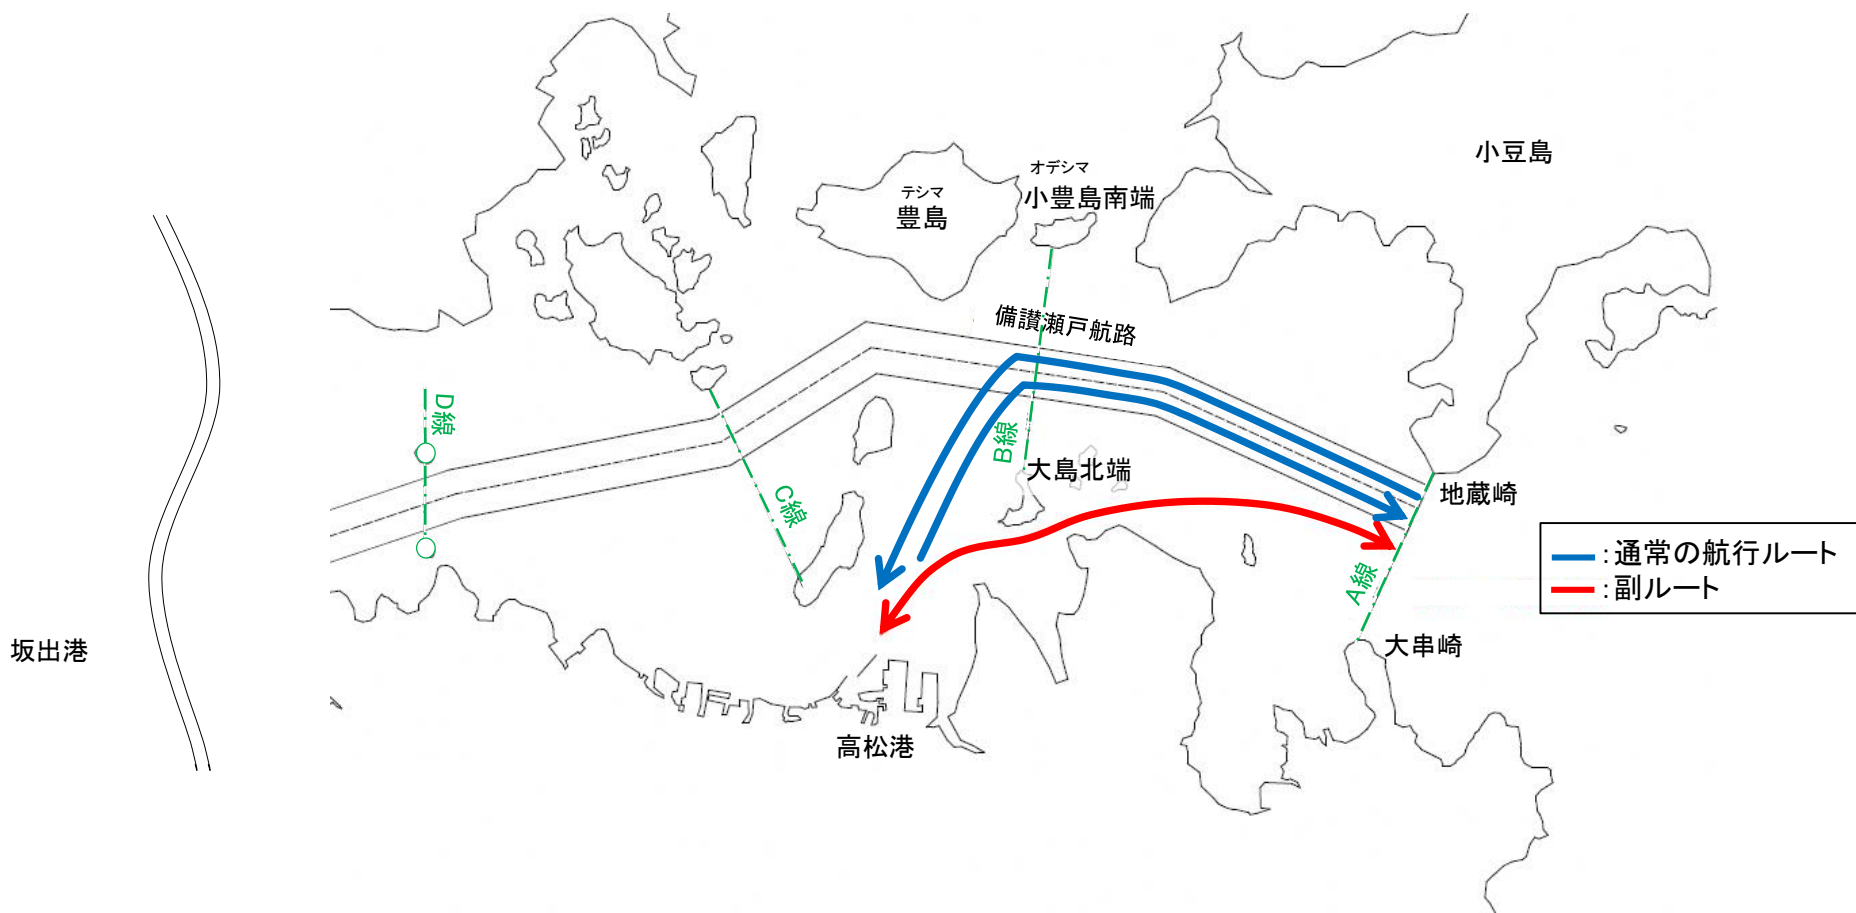 小豆島
オデシマ
小豊島南端
テシマ
豊島
備讃瀬戸航路
D線
B線
大島北端
C線
地蔵崎
A線
:通常の航行ルート
:副ルート
大串崎
坂出港
高松港